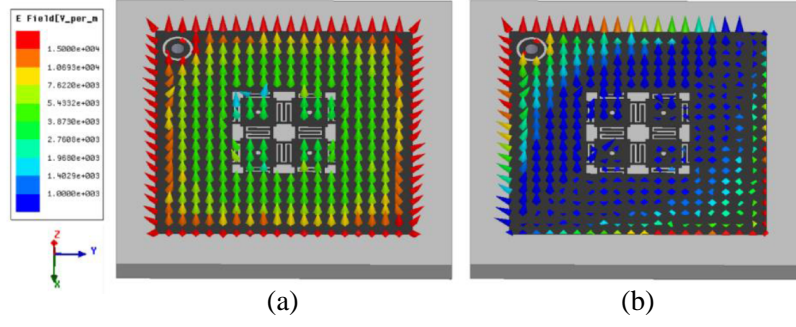 E Field[V_per_m
1.5000e+004
1.0693e+004
7.6220e+003
5.4332e+003
3.8730e+003
2.7608e+003
1.9680e+003
1.4029e+003
1.0000e+003
Z
Y
X
(a)
(b)